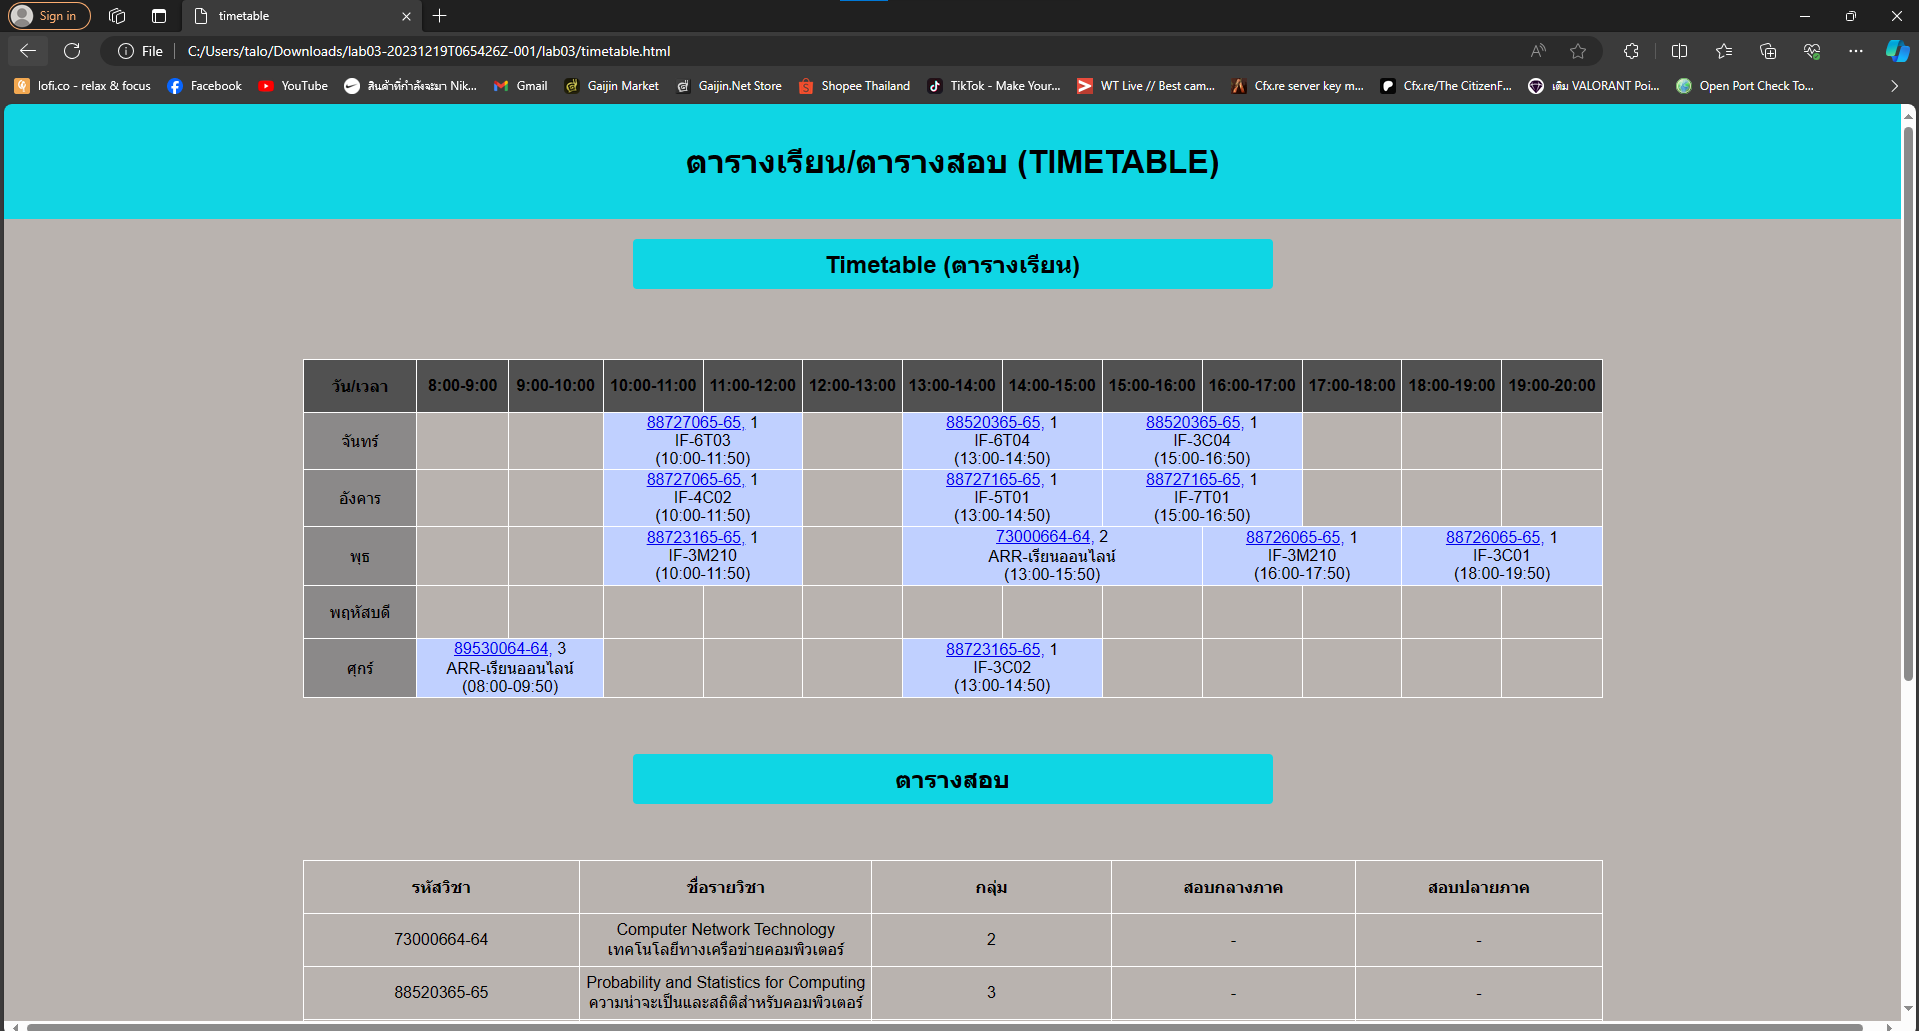 Sign in
timetable
File
C:/Users/talo/Downloads/lab03-20231219T065426Z-001/lab03/timetable.html
lofi.co - relax & focus
Facebook
YouTube
สินค้าที่กำลังจะมา Nik...
Gmail
Gaijin Market
Gaijin.Net Store
Shopee Thailand
TikTok - Make Your...
WT Live // Best cam...
Cfx.re server key m...
Cfx.re/The CitizenF...
เติม VALORANT Poi...
Open Port Check To...
ตารางเรียน/ตารางสอบ (TIMETABLE)
Timetable (ตารางเรียน)
วัน/เวลา 8:00-9:00 9:00-10:00 10:00-11:00 11:00-12:00 12:00-13:00 13:00-14:00 14:00-15:00 15:00-16:00 16:00-17:00 17:00-18:00 18:00-19:00 19:00-20:00
จันทร์
88727065-65, 1
IF-6T03
(10:00-11:50)
88520365-65, 1
IF-6T04
(13:00-14:50)
88520365-65, 1
IF-3C04
(15:00-16:50)
อังคาร
88727065-65, 1
IF-4C02
(10:00-11:50)
88727165-65, 1
IF-5T01
(13:00-14:50)
88727165-65, 1
IF-7T01
(15:00-16:50)
พุธ
88723165-65, 1
IF-3M210
(10:00-11:50)
73000664-64, 2
ARR-เรียนออนไลน์
(13:00-15:50)
88726065-65, 1
IF-3M210
(16:00-17:50)
88726065-65, 1
IF-3C01
(18:00-19:50)
พฤหัสบดี
ศุกร์
89530064-64, 3
ARR-เรียนออนไลน์
(08:00-09:50)
88723165-65, 1
IF-3C02
(13:00-14:50)
ตารางสอบ
รหัสวิชา ชื่อรายวิชา กลุ่ม สอบกลางภาค สอบปลายภาค
73000664-64
Computer Network Technology
เทคโนโลยีทางเครือข่ายคอมพิวเตอร์
2 - -
88520365-65
Probability and Statistics for Computing
ความน่าจะเป็นและสถิติสำหรับคอมพิวเตอร์
3 - -